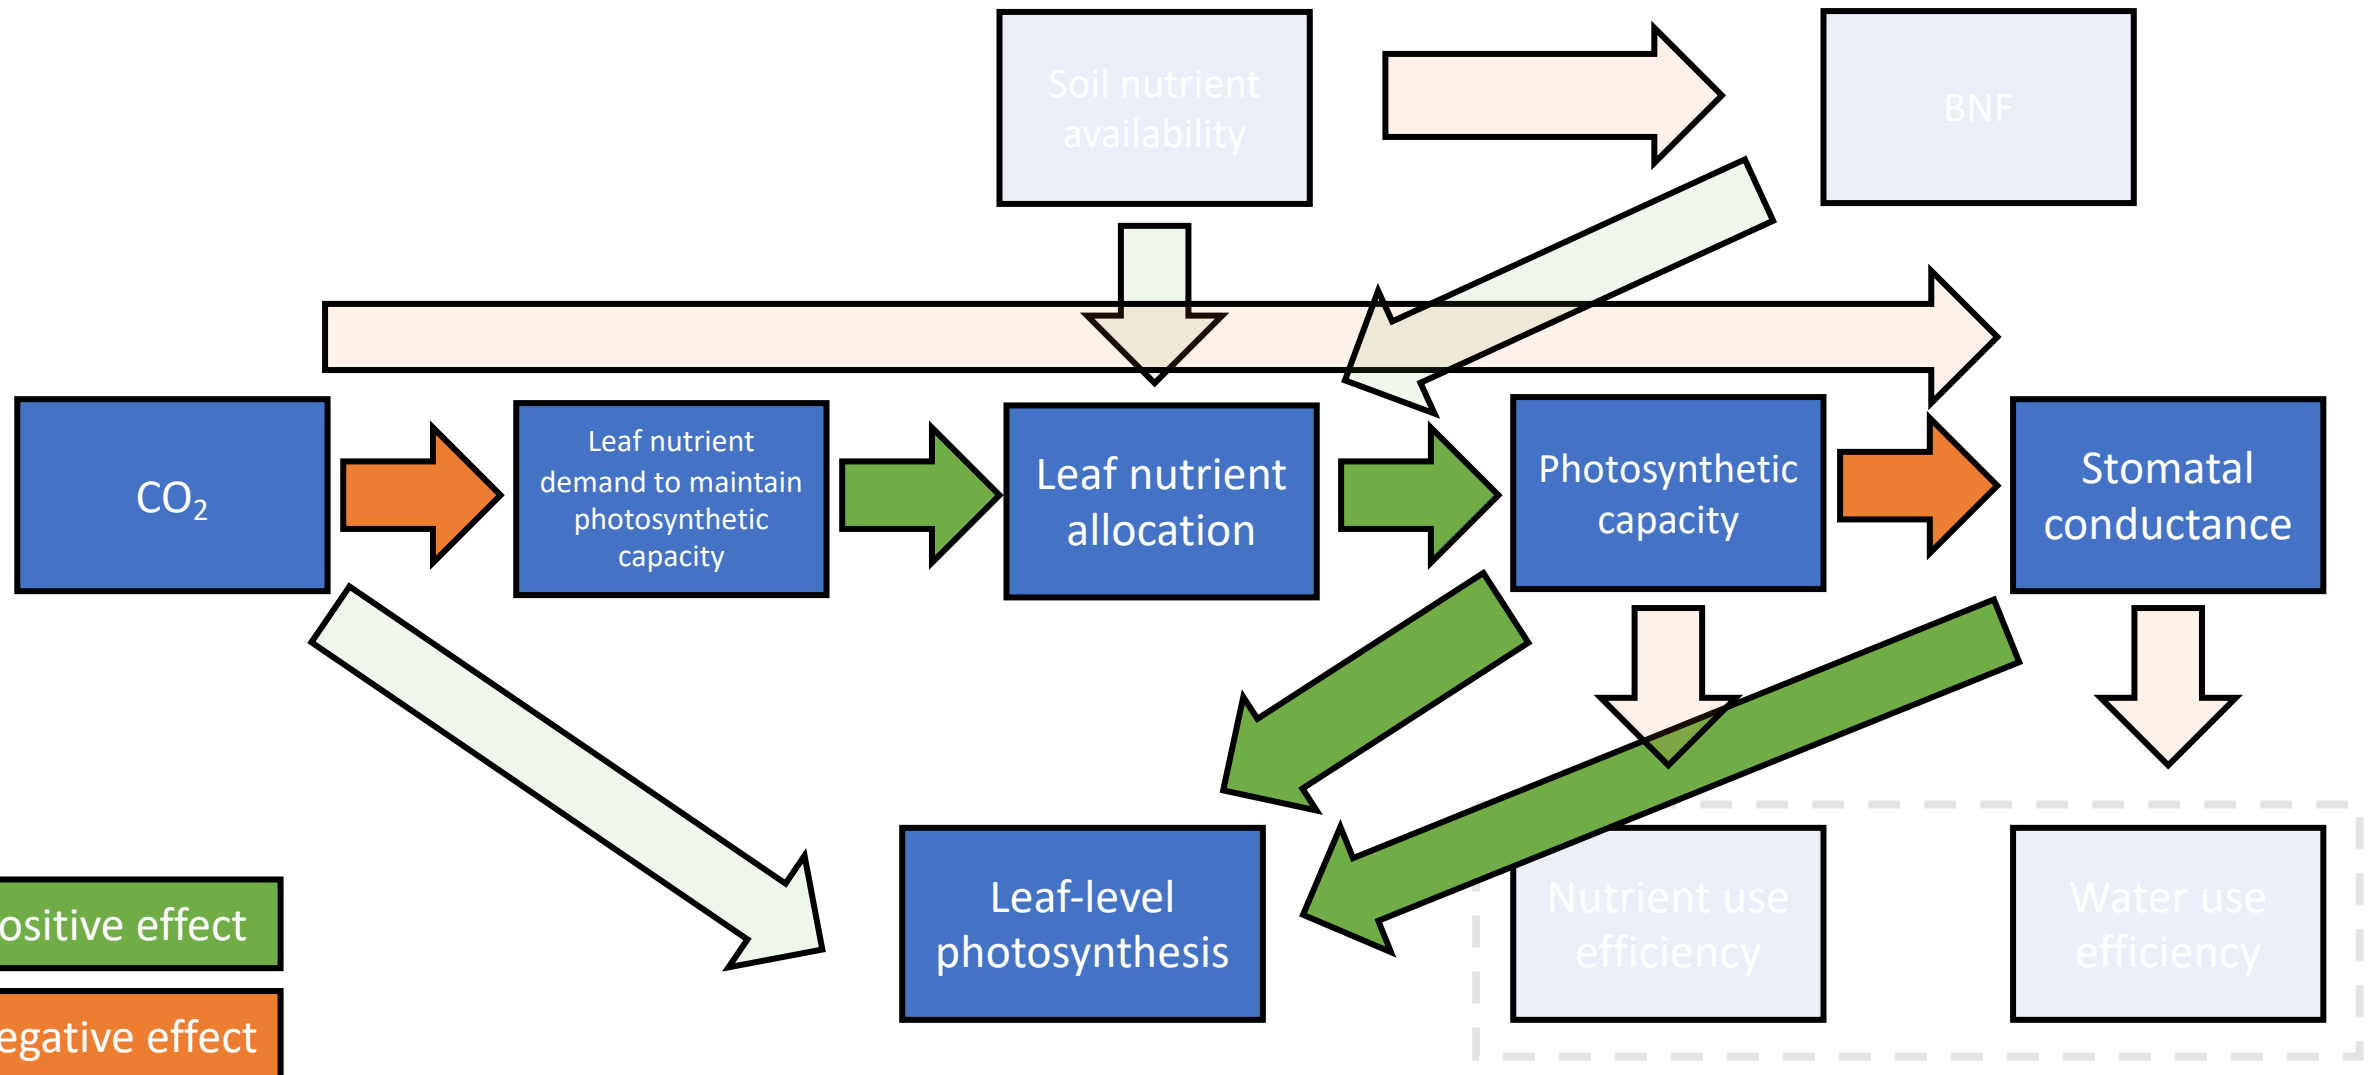 Soil nutrient
availability
BNF
CO₂
Leaf nutrient
demand to maintain
photosynthetic
capacity
Leaf nutrient
allocation
Photosynthetic
capacity
Stomatal
conductance
Leaf-level
photosynthesis
Nutrient use
efficiency
Water use
efficiency
ositive effect
egative effect